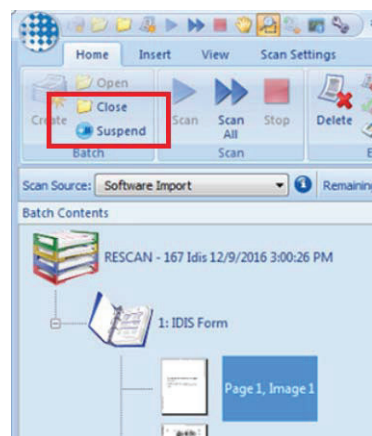 Home Insert View Scan Settings
Open
Close
Create Suspend Scan Scan All Stop Delete
Batch Scan
Scan Source: Software Import Remaining
Batch Contents
RESCAN - 167 Idis 12/9/2016 3:00:26 PM
1: IDIS Form
Page 1, Image 1